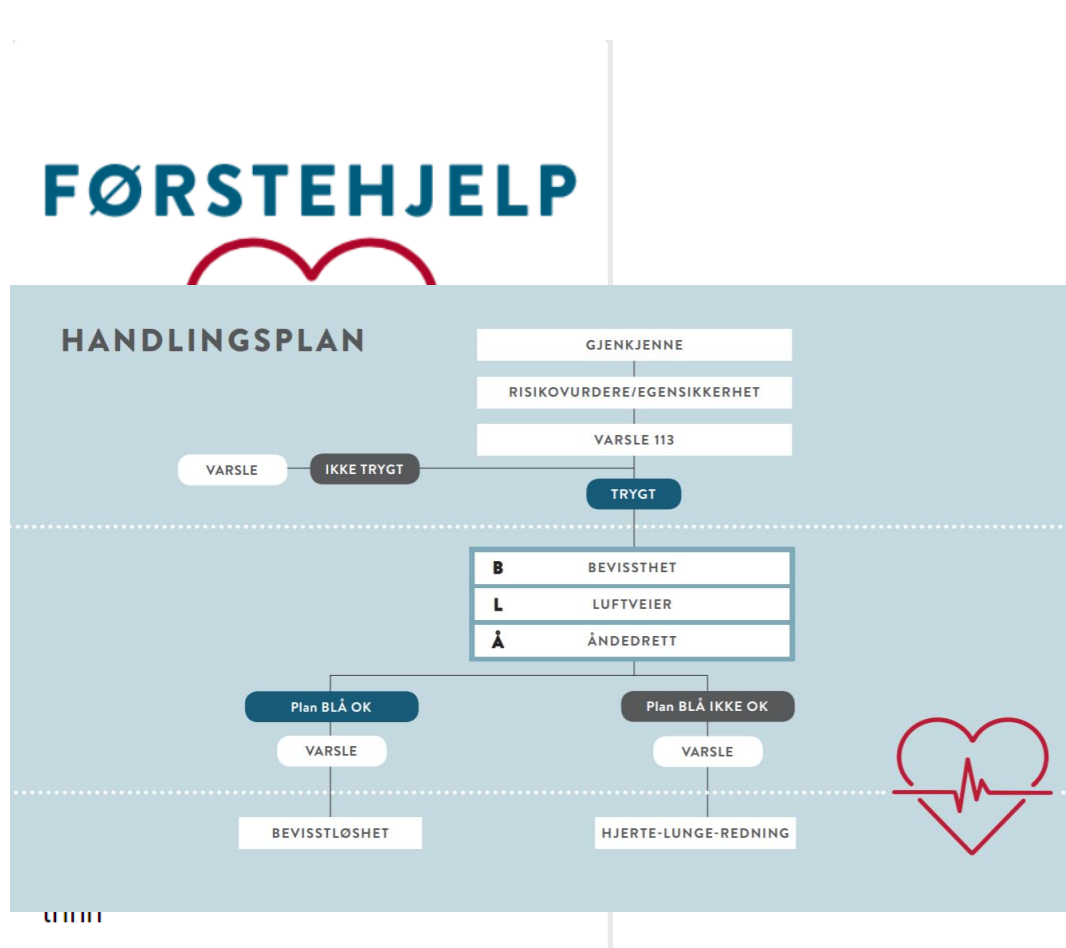 FØRSTEHJELP
HANDLINGSPLAN
GJENKJENNE
RISIKOVURDERE/EGENSIKKERHET
VARSLE 113
VARSLE
IKKE TRYGT
TRYGT
B BEVISSTHET
L LUFTVEIER
Å ÅNDEDRETT
Plan BLÅ OK
Plan BLÅ IKKE OK
VARSLE
VARSLE
BEVISSTLØSHET
HJERTE-LUNGE-REDNING